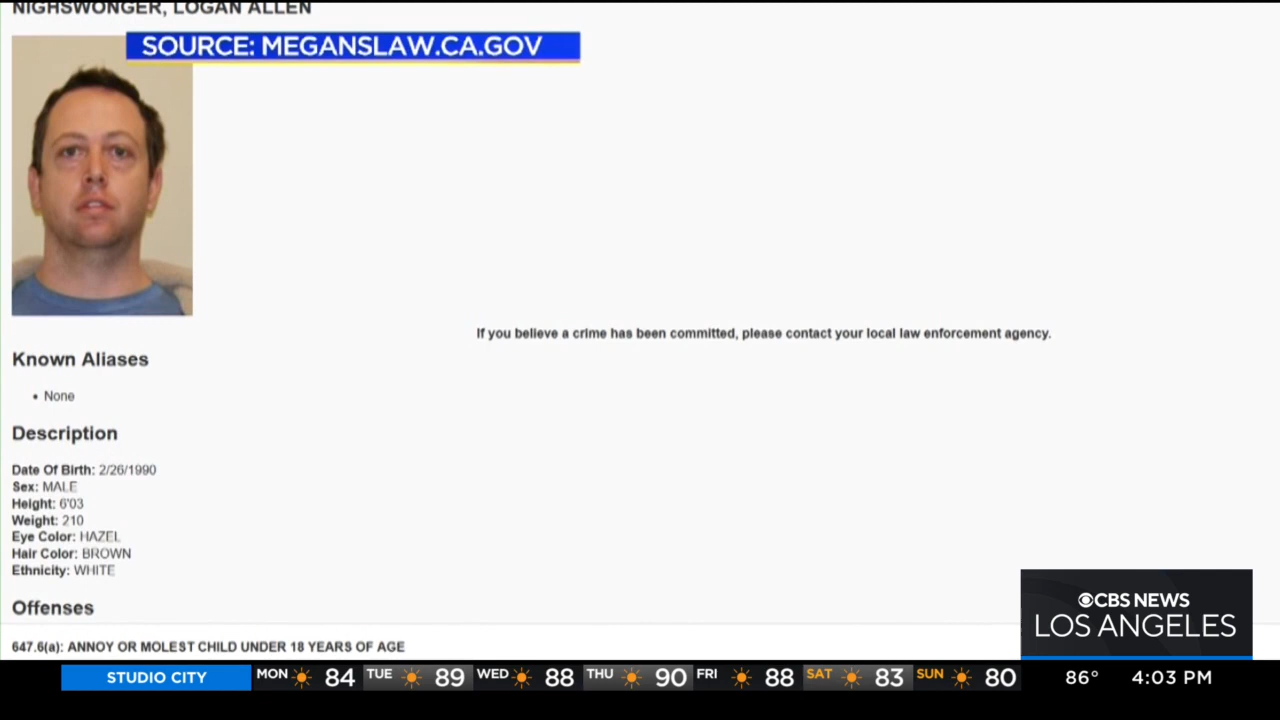 NIGHSWONGER, LOGAN ALLEN
SOURCE: MEGANSLAW.CA.GOV
If you believe a crime has been committed, please contact your local law enforcement agency.
Known Aliases
• None
Description
Date Of Birth: 2/26/1990
Sex: MALE
Height: 6'03
Weight: 210
Eye Color: HAZEL
Hair Color: BROWN
Ethnicity: WHITE
Offenses
647.6(a): ANNOY OR MOLEST CHILD UNDER 18 YEARS OF AGE
CBS NEWS
LOS ANGELES
STUDIO CITY MON 84 TUE 89 WED 88 THU 90 FRI 88 SAT 83 SUN 80 86° 4:03 PM